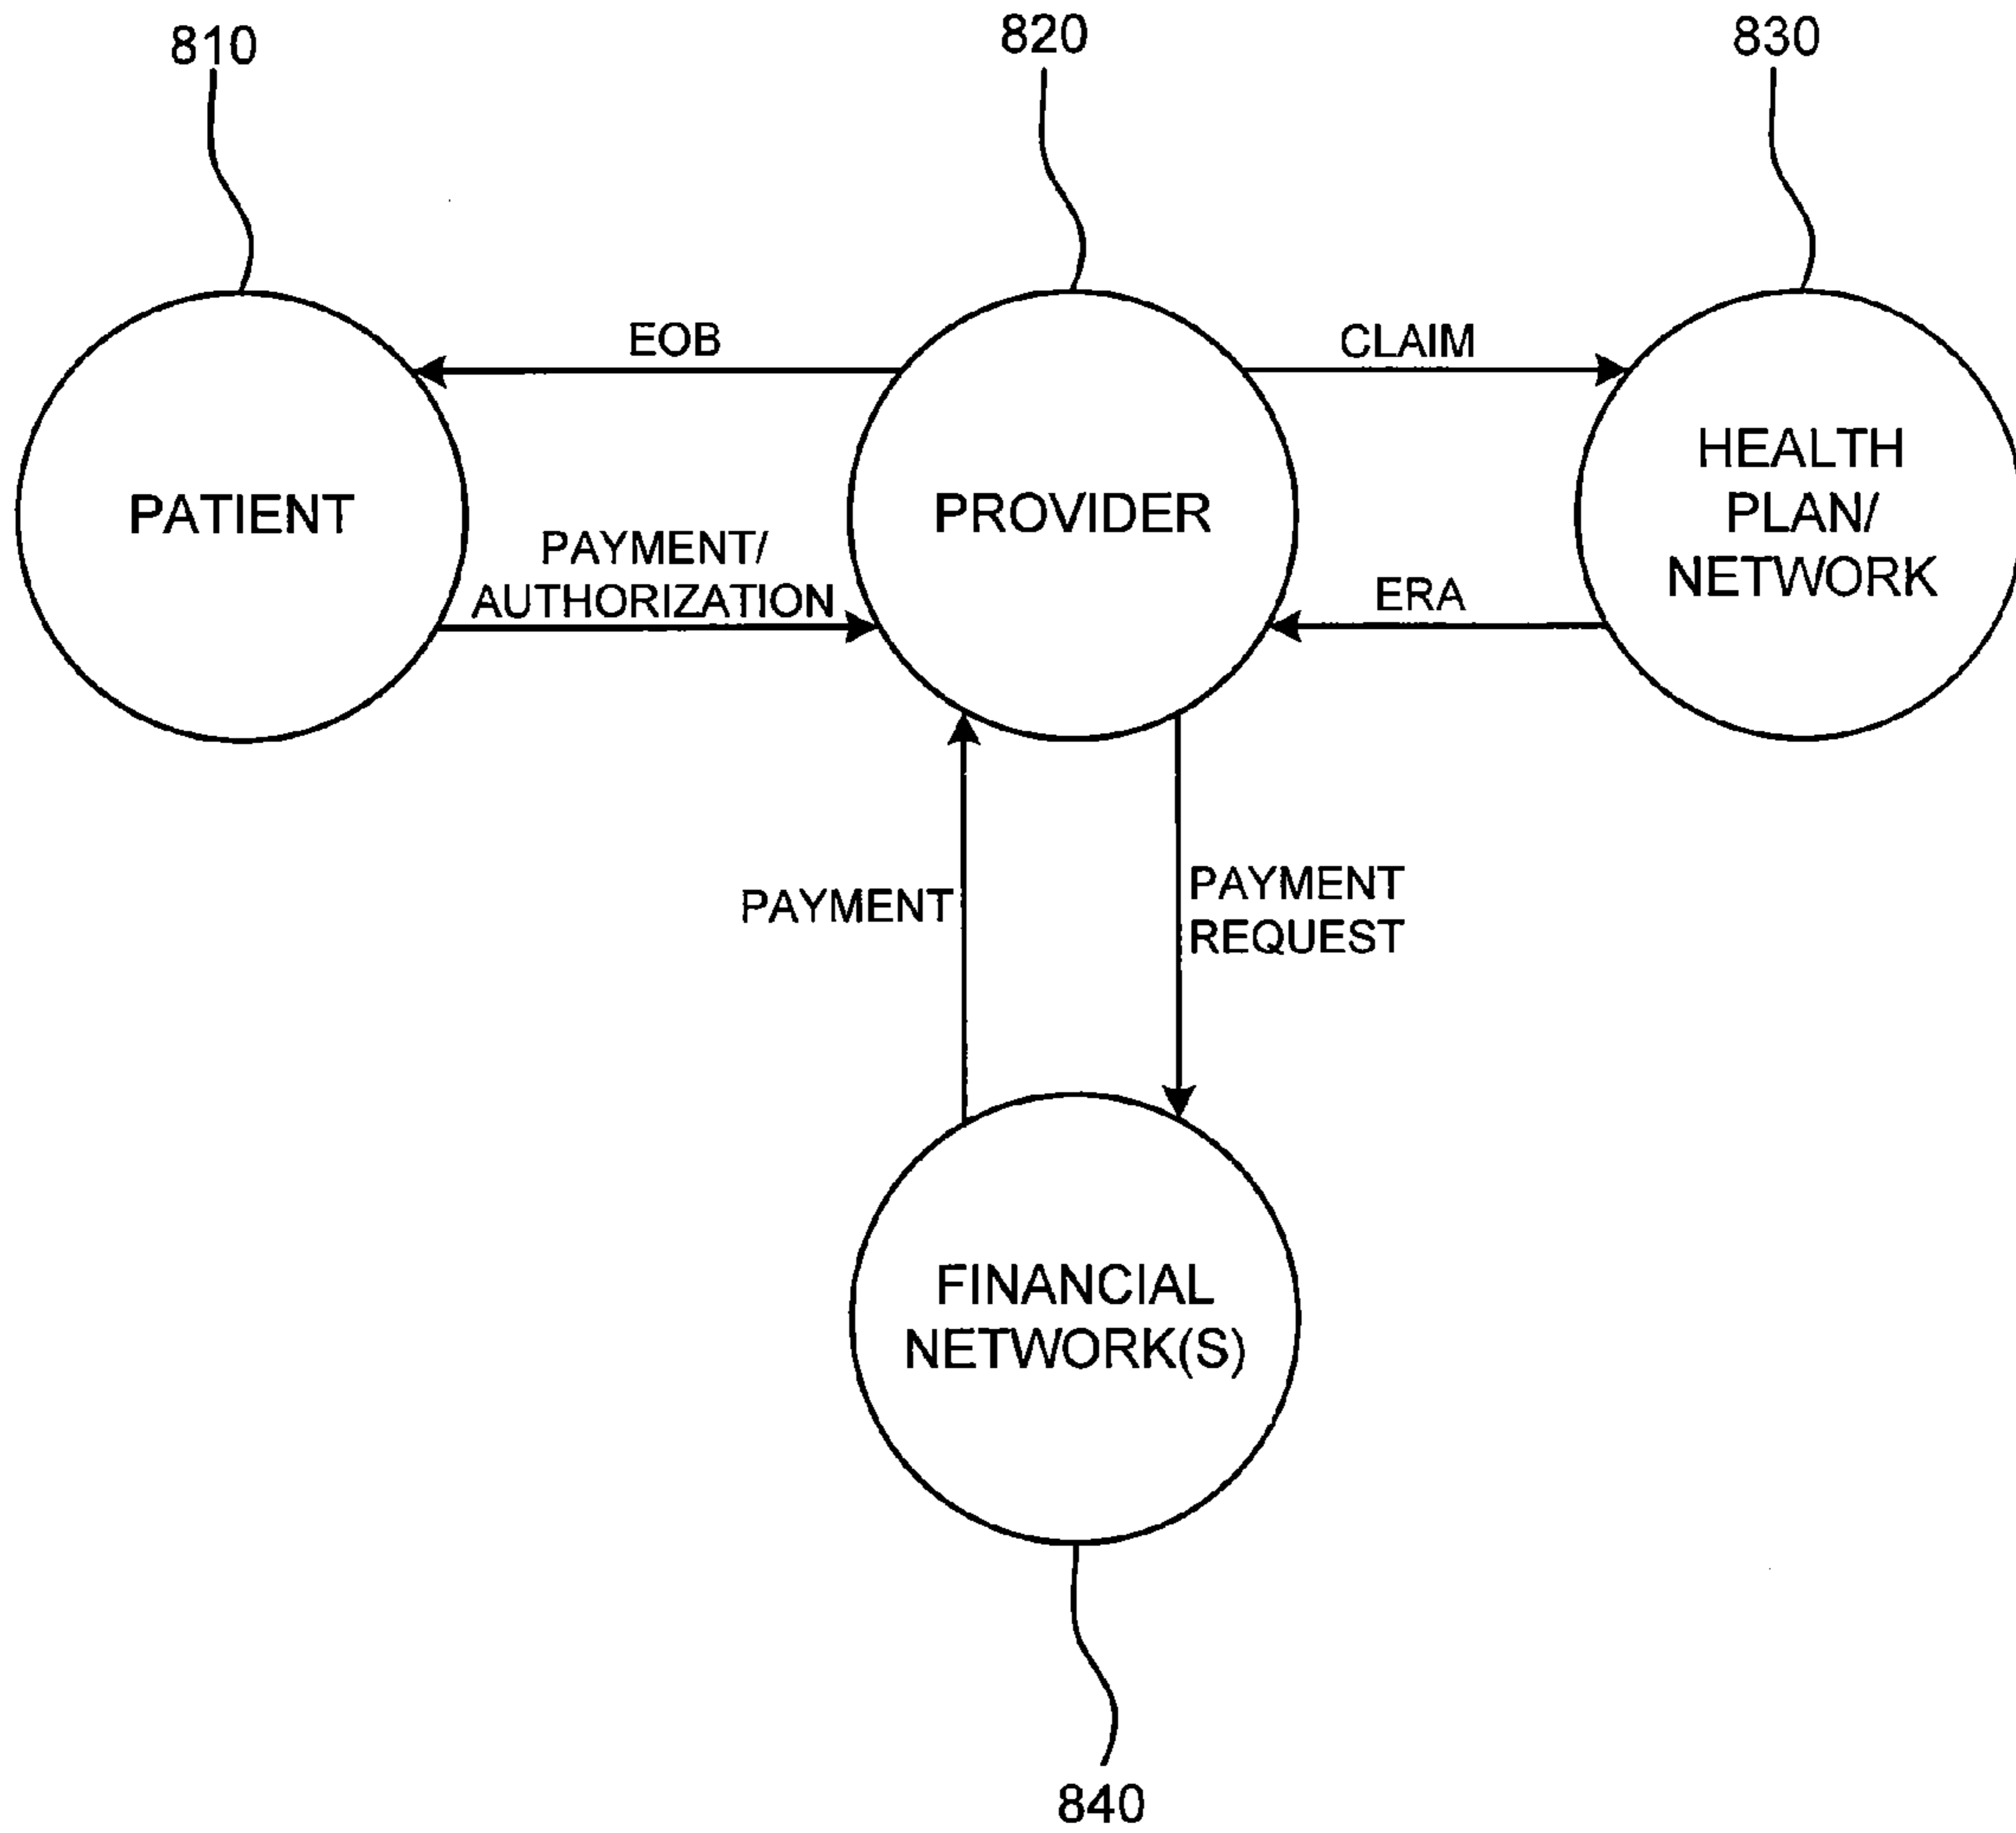 810
820
830
EOB
CLAIM
PATIENT
PROVIDER
HEALTH
PLAN/
NETWORK
PAYMENT/
AUTHORIZATION
ERA
PAYMENT
PAYMENT
REQUEST
FINANCIAL
NETWORK(S)
840